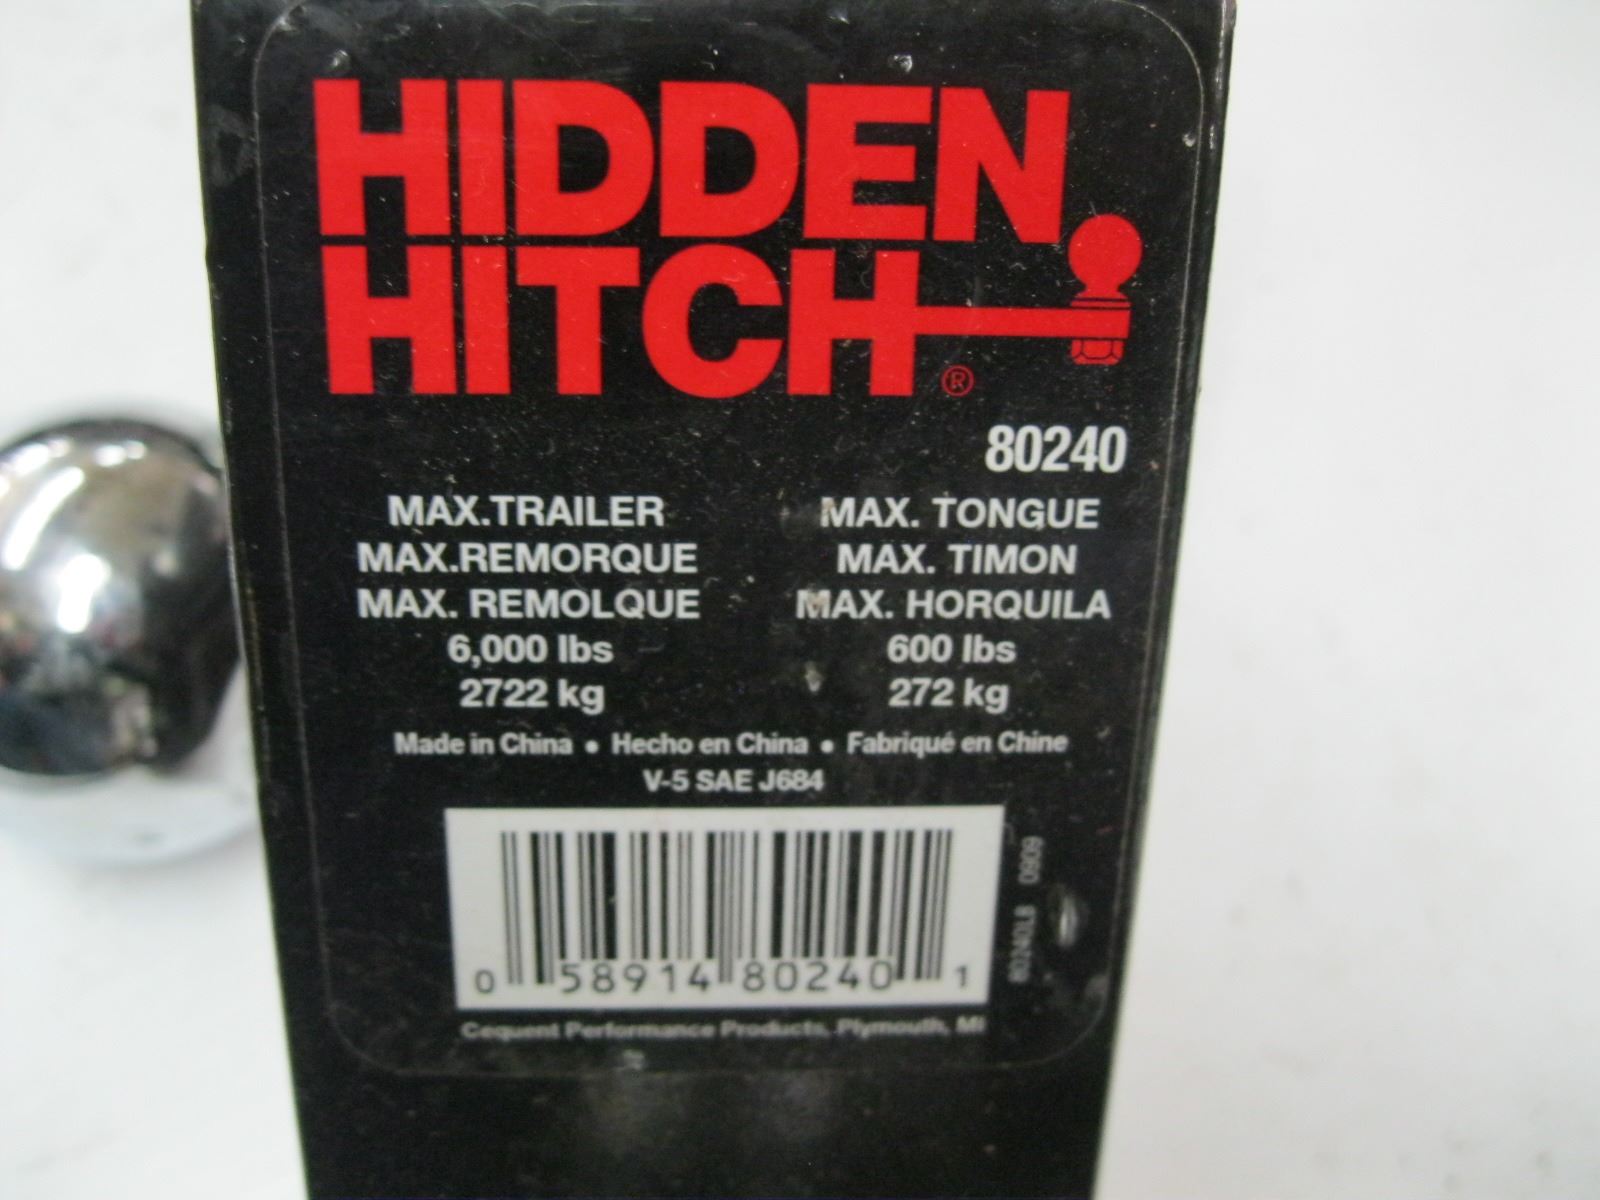 HIDDEN
HITCH®
80240
MAX.TRAILER
MAX.REMORQUE
MAX. REMOLQUE
6,000 lbs
2722 kg
MAX. TONGUE
MAX. TIMON
MAX. HORQUILA
600 lbs
272 kg
Made in China • Hecho en China • Fabriqué en Chine
V-5 SAE J684
0 58914 80240 1
80240LB 0909
Cequent Performance Products, Plymouth, MI